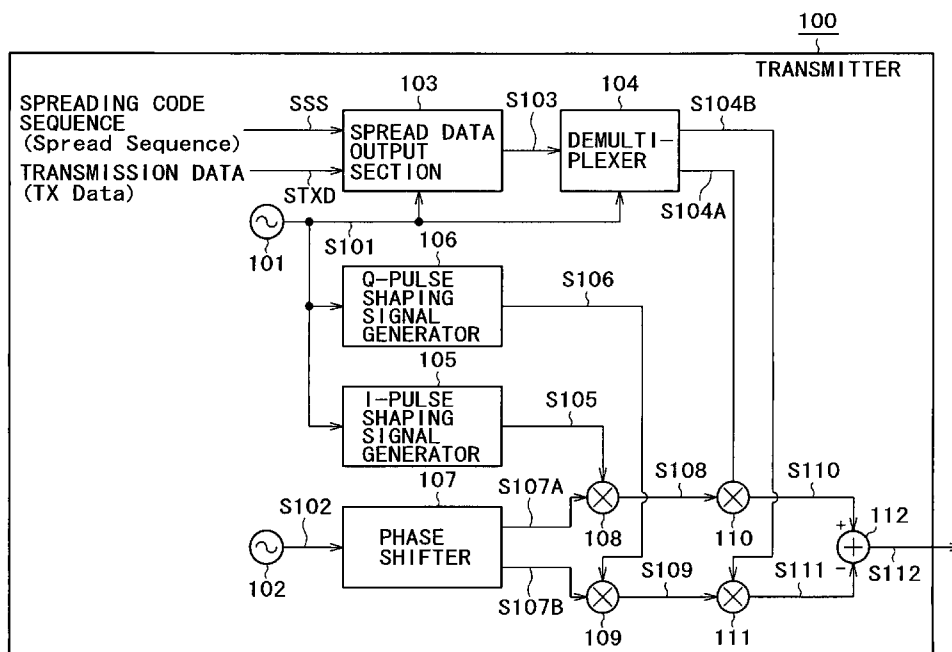 100
TRANSMITTER
SPREADING CODE
SEQUENCE
(Spread Sequence)
SSS
TRANSMISSION DATA
(TX Data)
STXD
103
SPREAD DATA
OUTPUT
SECTION
S103
104
DEMULTI-
PLEXER
S104B
S104A
101
S101
106
Q-PULSE
SHAPING
SIGNAL
GENERATOR
S106
105
I-PULSE
SHAPING
SIGNAL
GENERATOR
S105
107
S102
102
PHASE
SHIFTER
S107A
S107B
108
S108
110
S110
109
S109
111
S111
+
-
112
S112